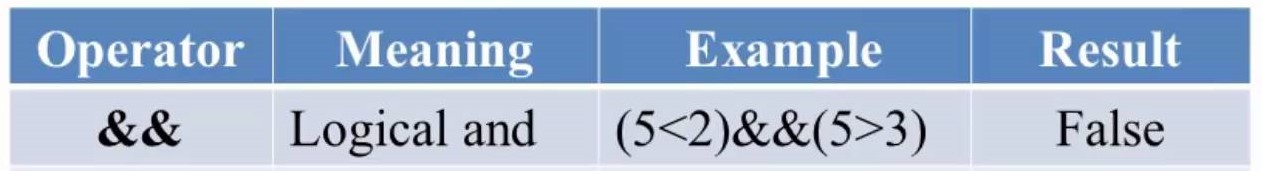 Operator Meaning Example Result
&& Logical and (5<2)&&(5>3) False